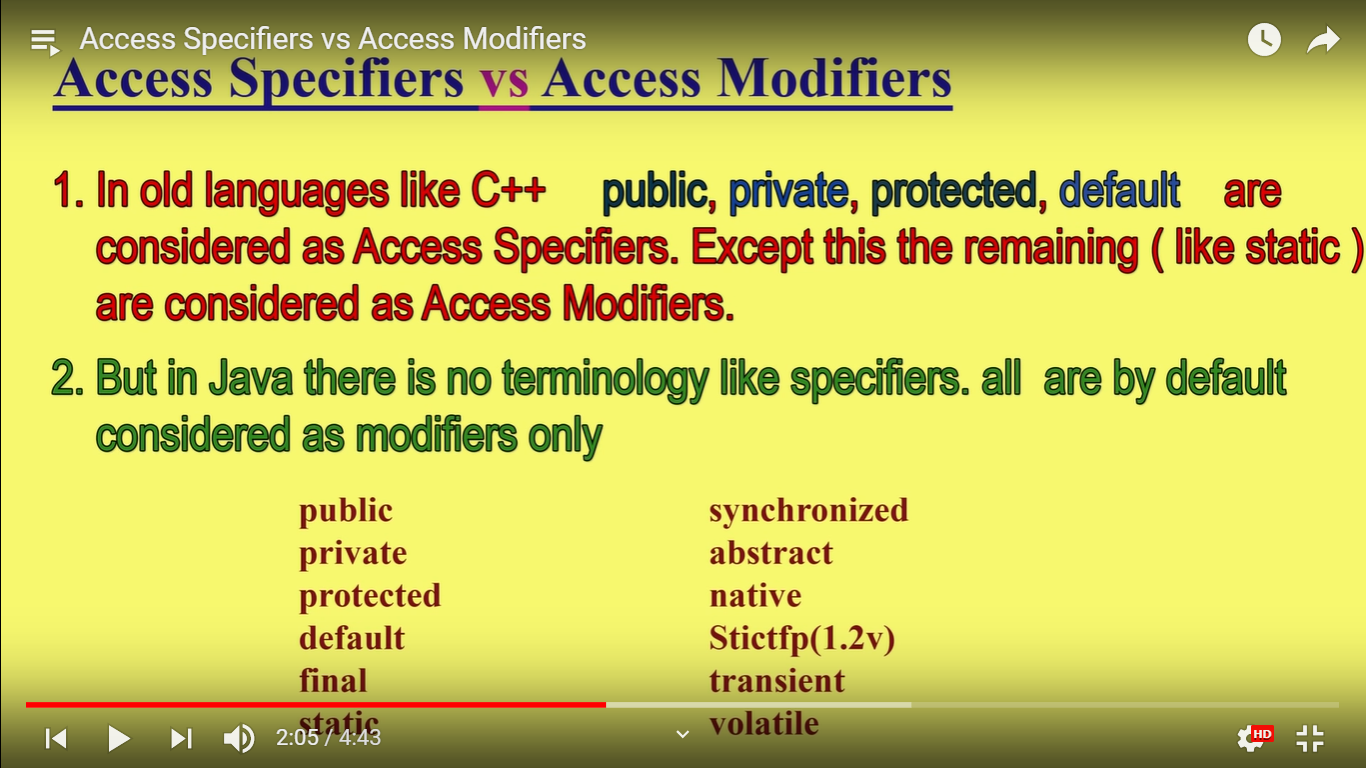 Access Specifiers vs Access Modifiers
Access Specifiers vs Access Modifiers
1. In old languages like C++ public, private, protected, default are
considered as Access Specifiers. Except this the remaining ( like static )
are considered as Access Modifiers.
2. But in Java there is no terminology like specifiers. all are by default
considered as modifiers only
public synchronized
private abstract
protected native
default Stictfp(1.2v)
final transient
static volatile
2:05 / 4:43
HD